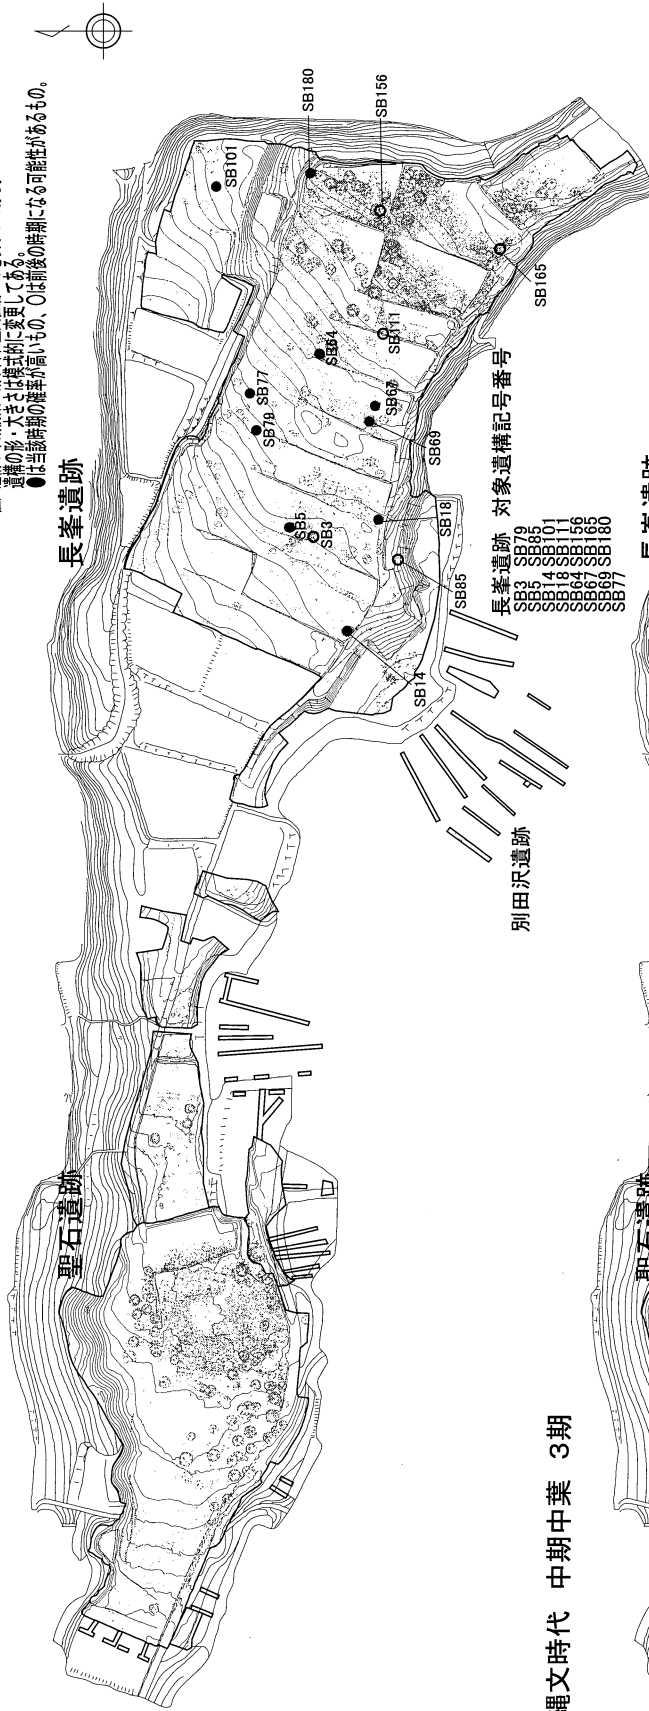 遺構の形・大きさは模式的に変更してある。
●は当該時期の確率が高いもの、○は前後の時期になる可能性があるもの。
長峯遺跡
SB101
SB180
SB156
SB165
SB111
SB64
SB77
SB79
SB67
SB69
SB5
SB3
SB18
SB85
SB14
長峯遺跡 対象遺構記号番号
SB3 SB79
SB5 SB85
SB14 SB101
SB18 SB111
SB64 SB156
SB67 SB165
SB69 SB180
SB77
別田沢遺跡
聖石遺跡
縄文時代 中期中葉 3期